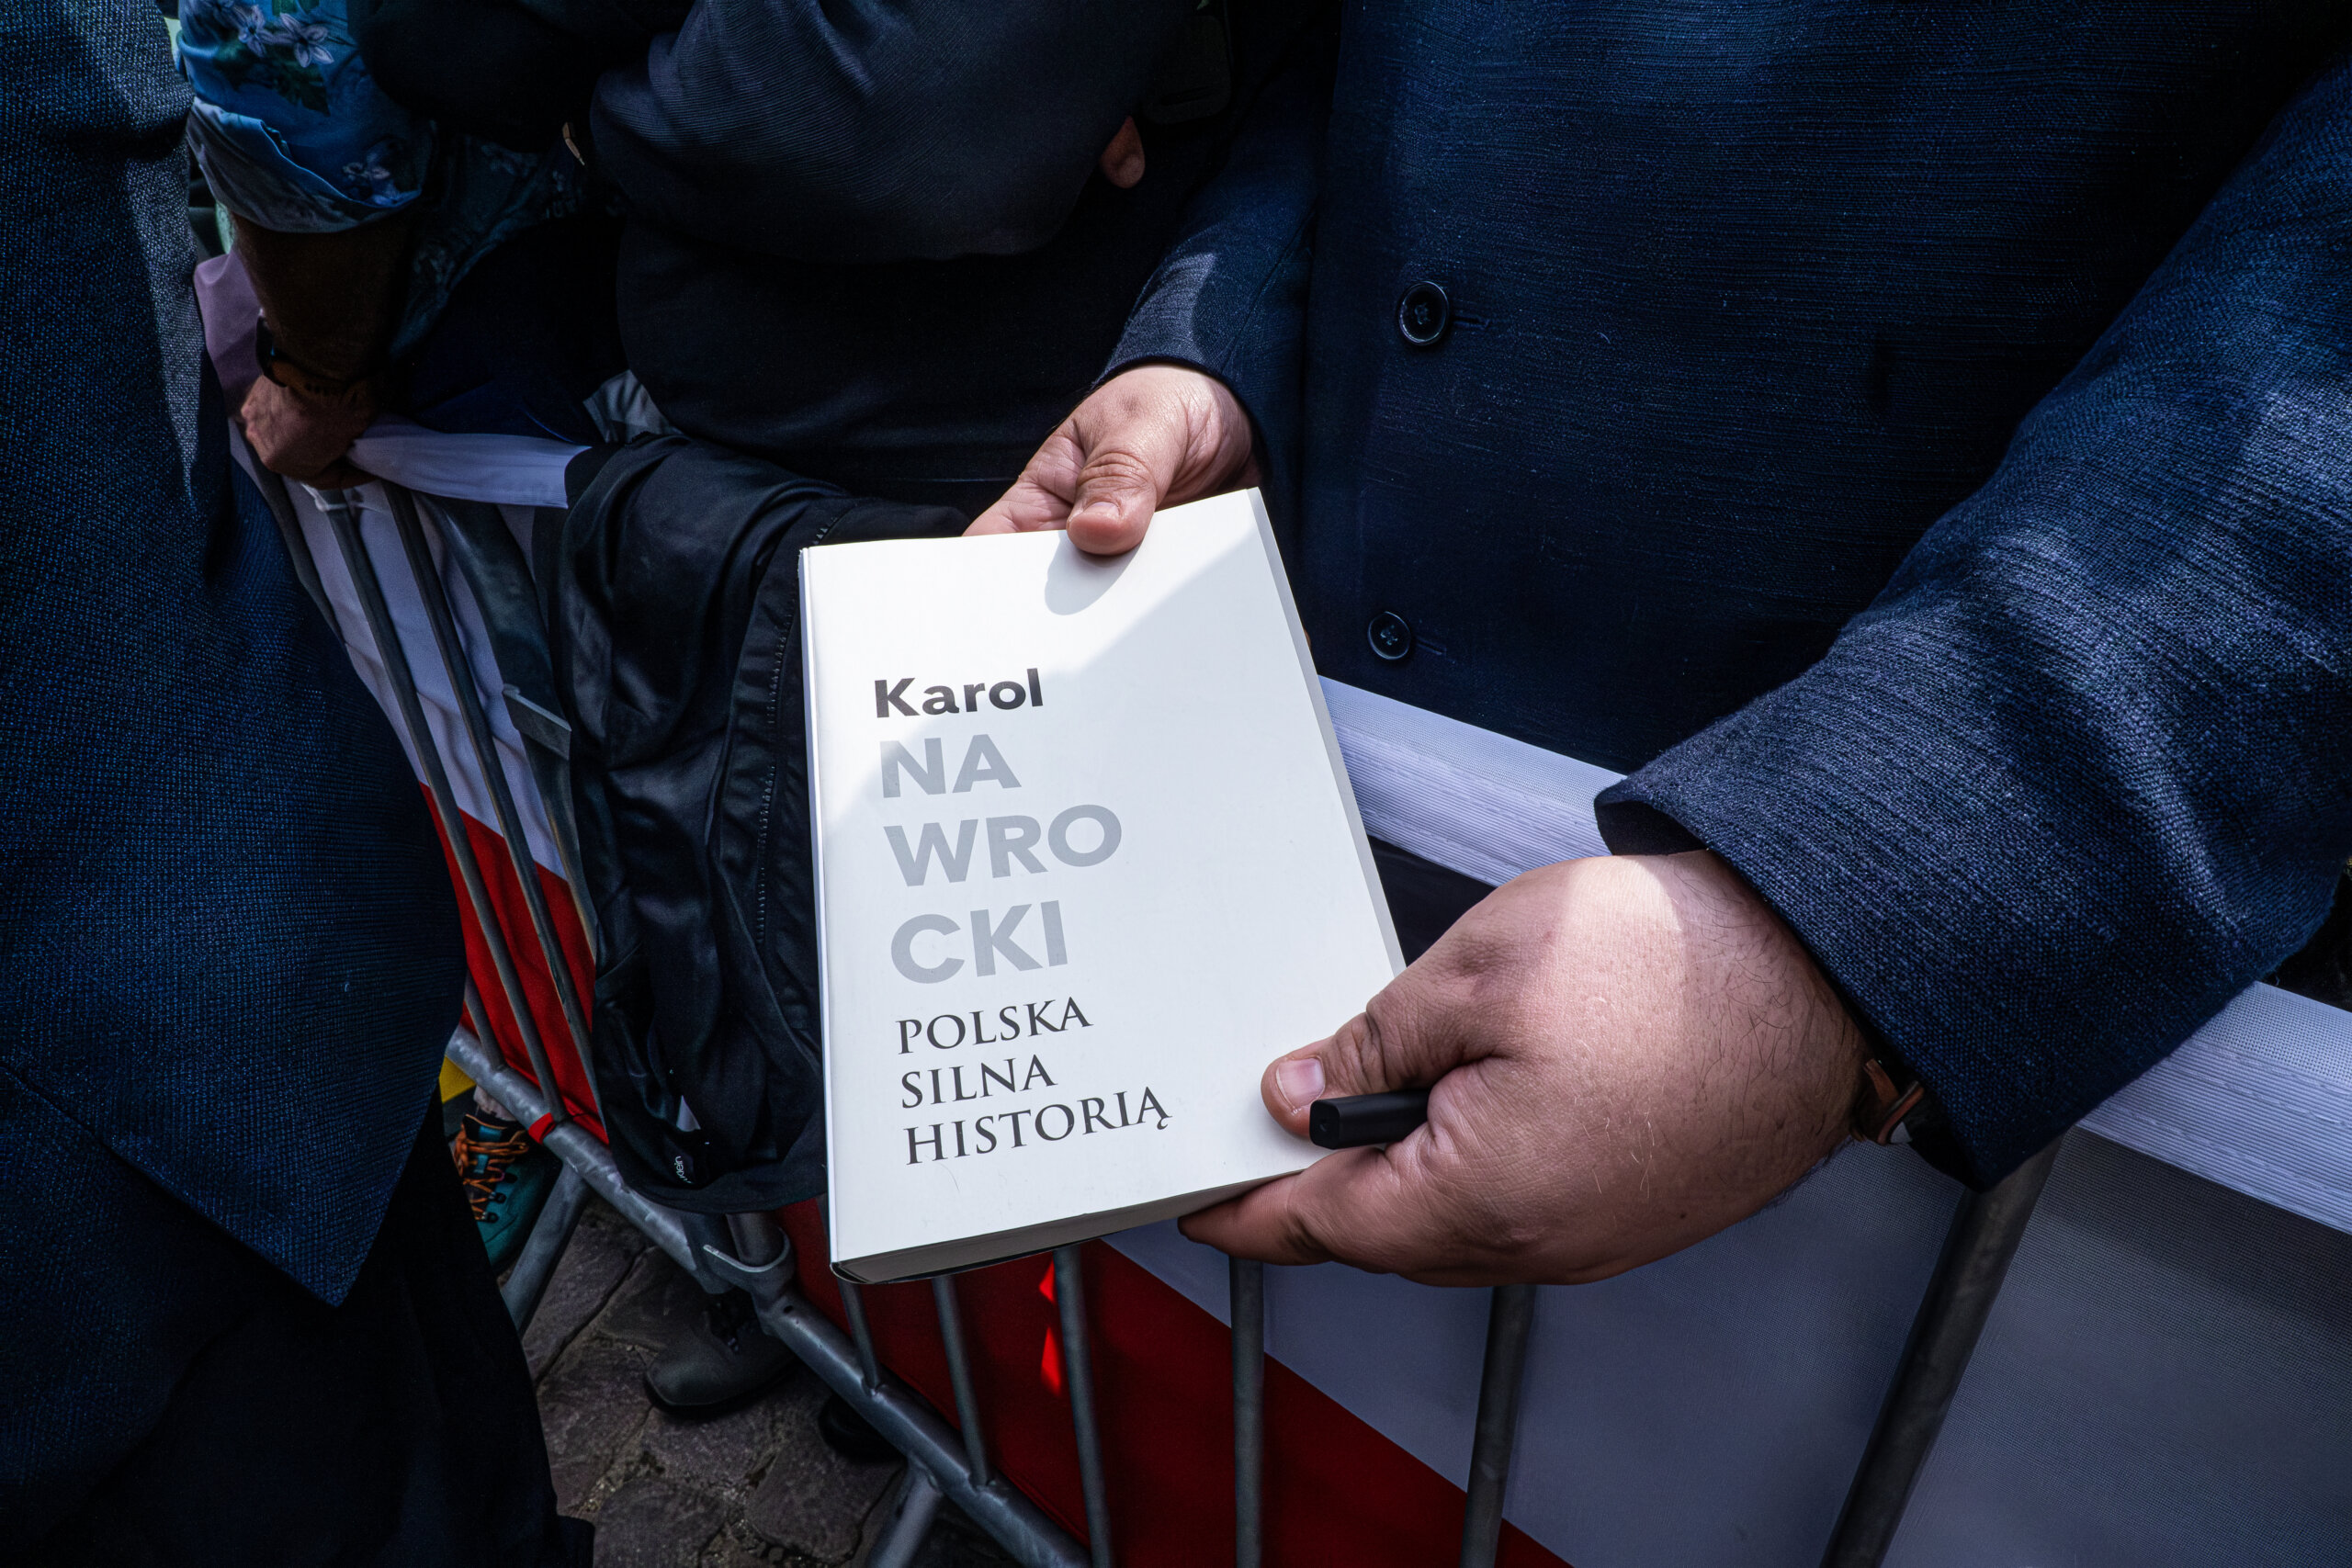 Karol
NA
WRO
CKI
POLSKA
SILNA
HISTORIĄ